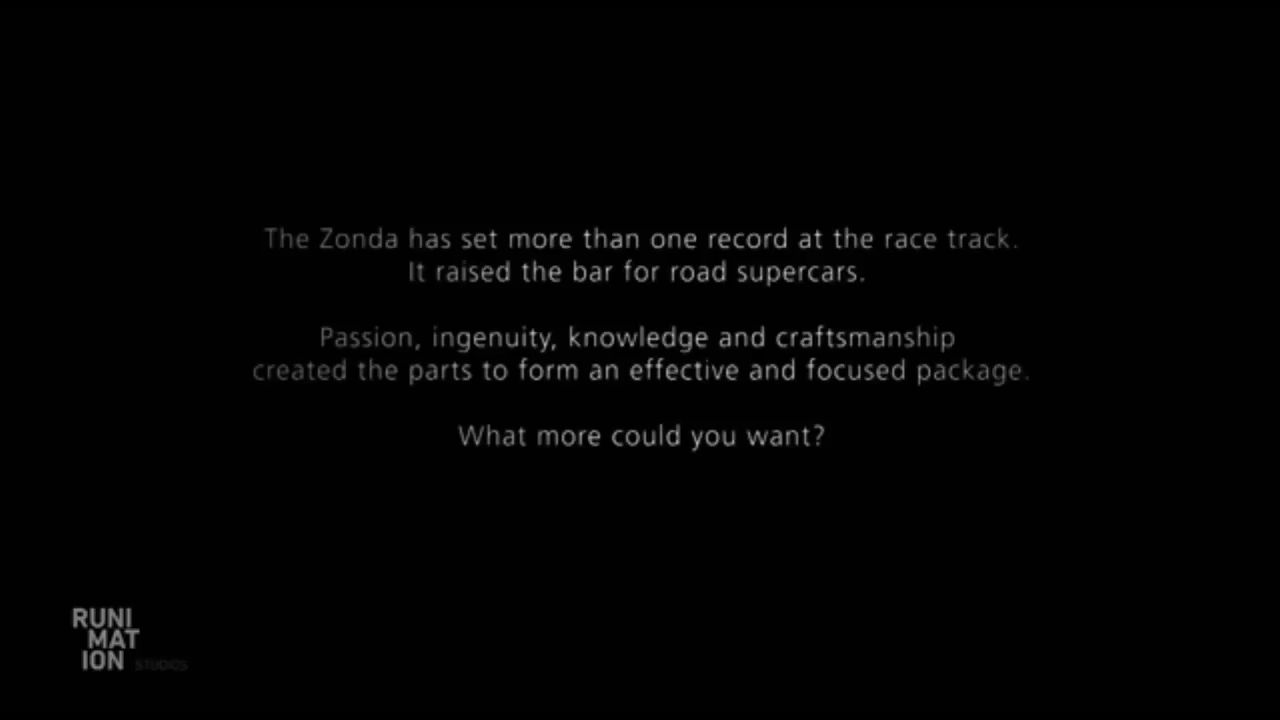 The Zonda has set more than one record at the race track.
It raised the bar for road supercars.
Passion, ingenuity, knowledge and craftsmanship
created the parts to form an effective and focused package.
What more could you want?
RUNI
MAT
ION STUDIOS